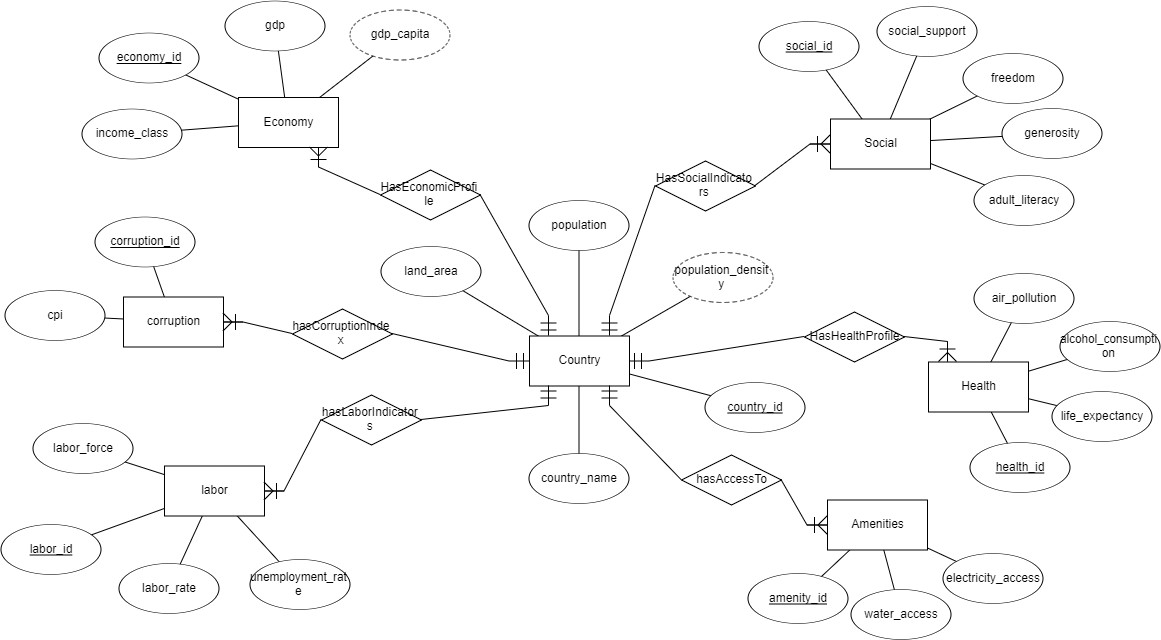 gdp
gdp_capita
economy_id
income_class
Economy
social_id
social_support
freedom
generosity
adult_literacy
Social
HasEconomicProfi
le
HasSocialIndicato
rs
corruption_id
cpi
corruption
hasCorruptionInde
x
land_area
population
population_densit
y
Country
country_id
country_name
HasHealthProfile
air_pollution
alcohol_consumpti
on
life_expectancy
health_id
Health
hasLaborIndicator
s
labor_force
labor
labor_id
labor_rate
unemployment_rat
e
hasAccessTo
Amenities
amenity_id
water_access
electricity_access